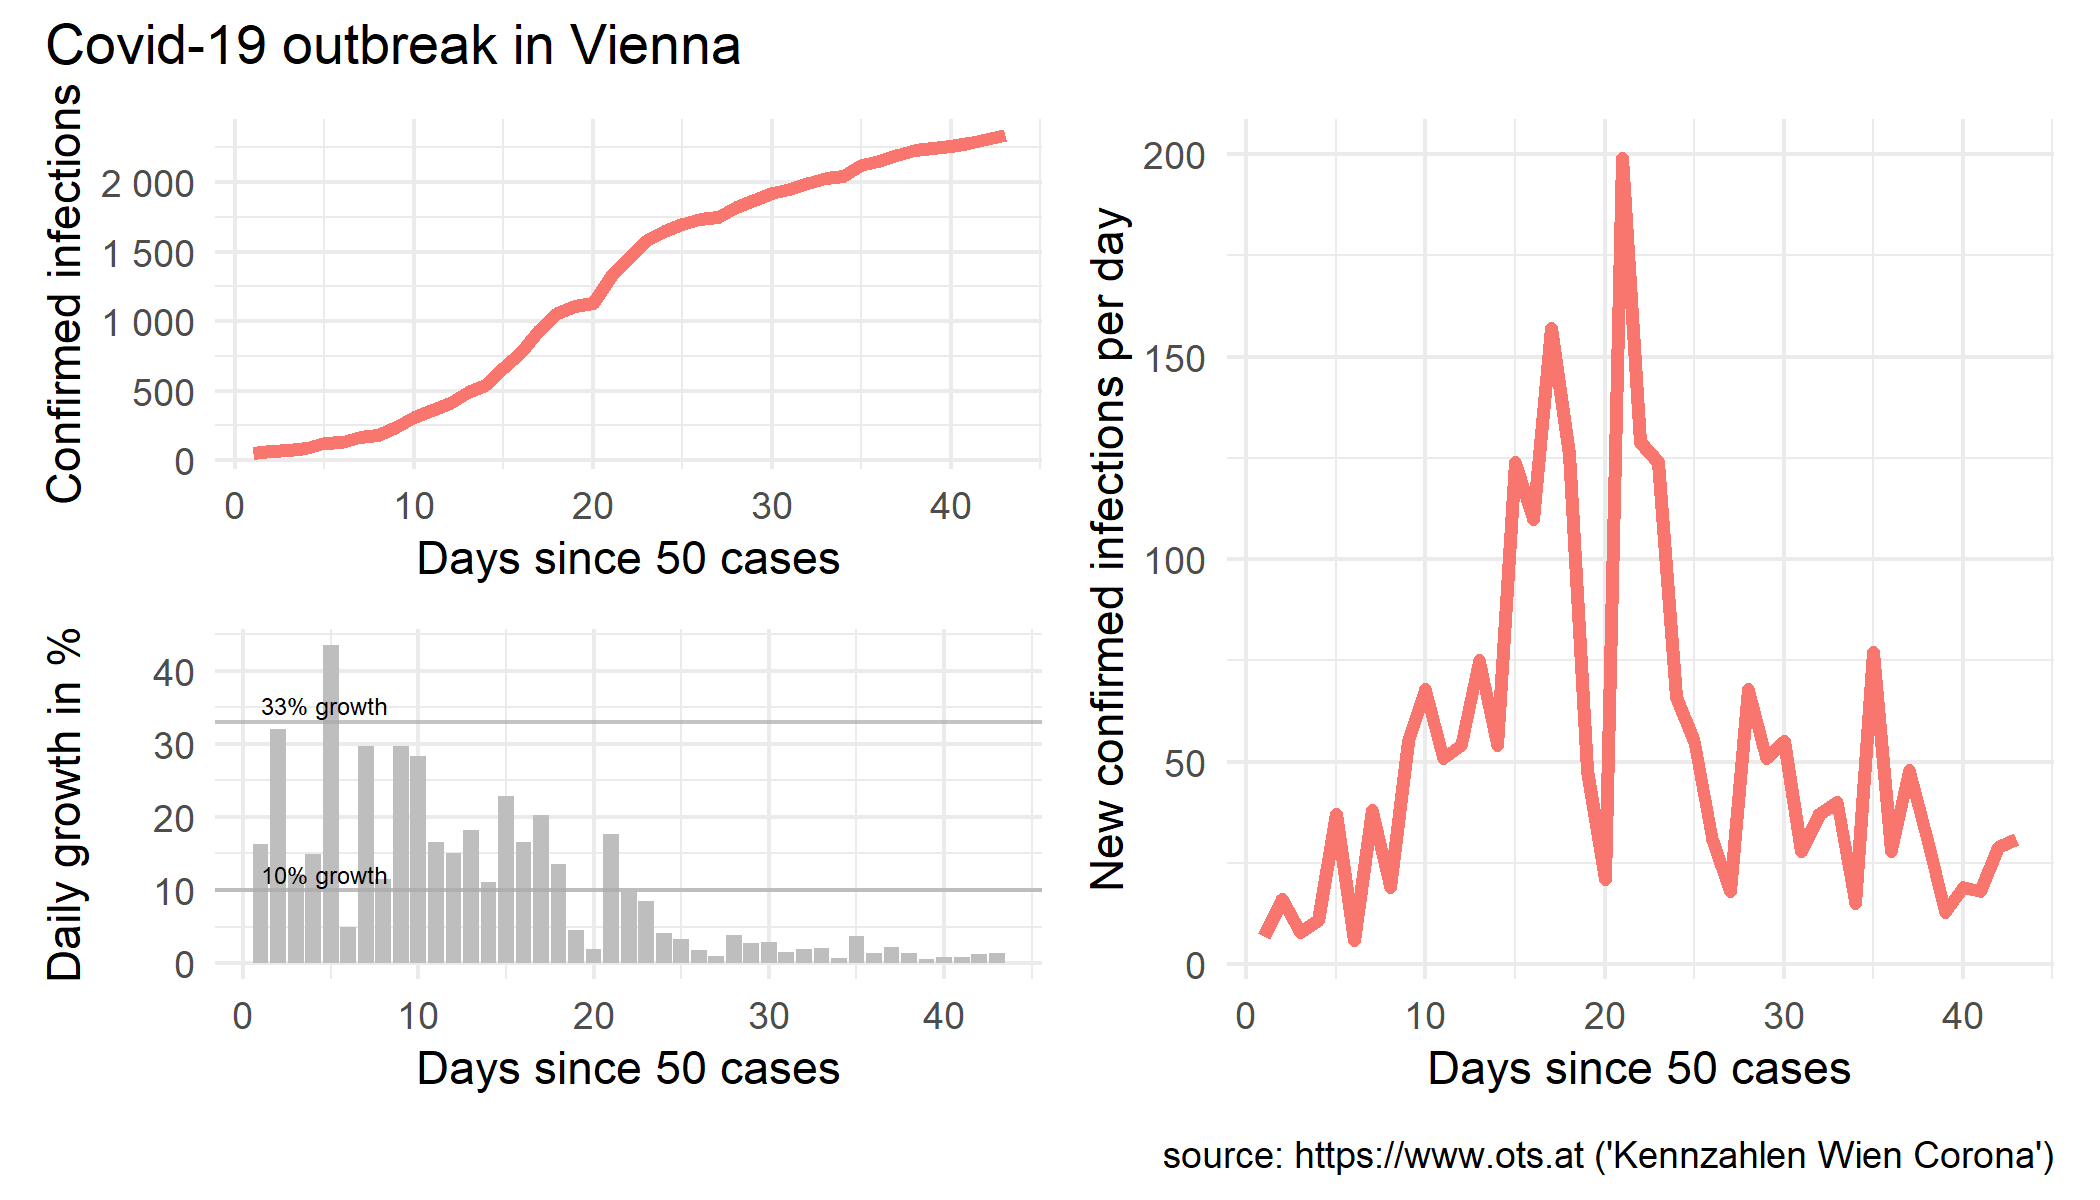 Covid-19 outbreak in Vienna
Confirmed infections
2 000
1 500
1 000
500
0
0 10 20 30 40
Days since 50 cases
Daily growth in %
40
30
20
10
0
33% growth
10% growth
0 10 20 30 40
Days since 50 cases
New confirmed infections per day
200
150
100
50
0
0 10 20 30 40
Days since 50 cases
source: https://www.ots.at ('Kennzahlen Wien Corona')